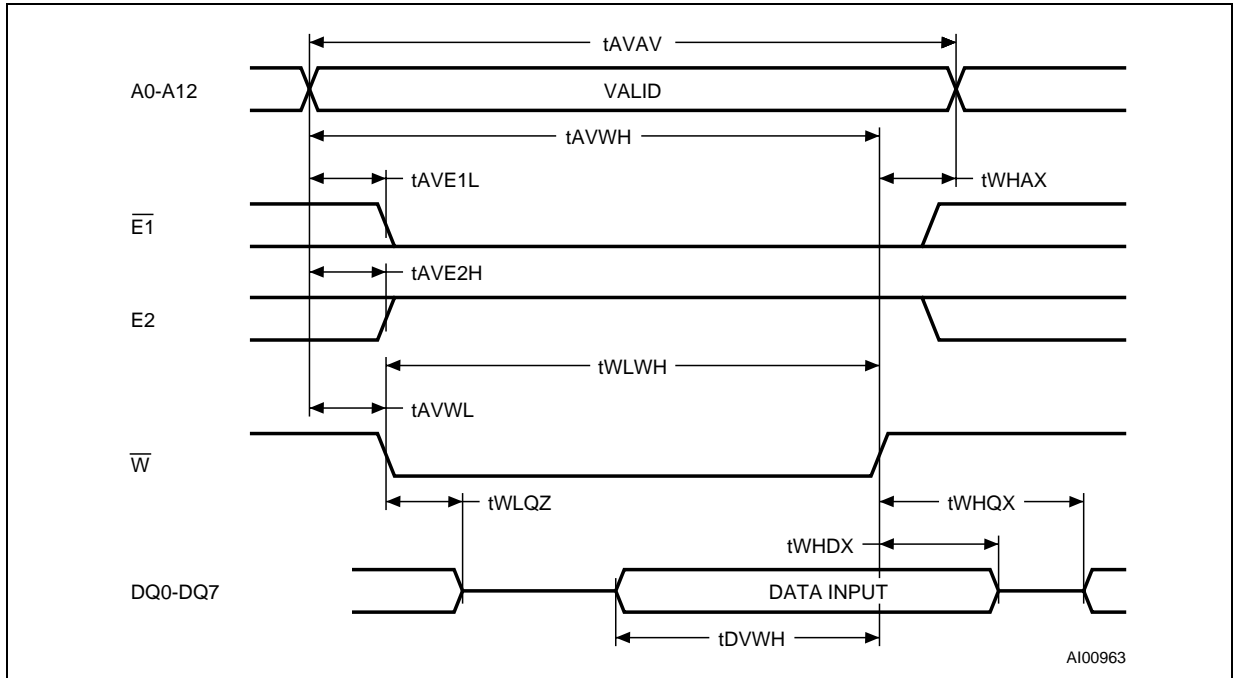 tAVAV
A0-A12
VALID
tAVWH
tAVE1L
tWHAX
E1
tAVE2H
E2
tWLWH
tAVWL
W
tWLQZ
tWHQX
tWHDX
DQ0-DQ7
DATA INPUT
tDVWH
AI00963